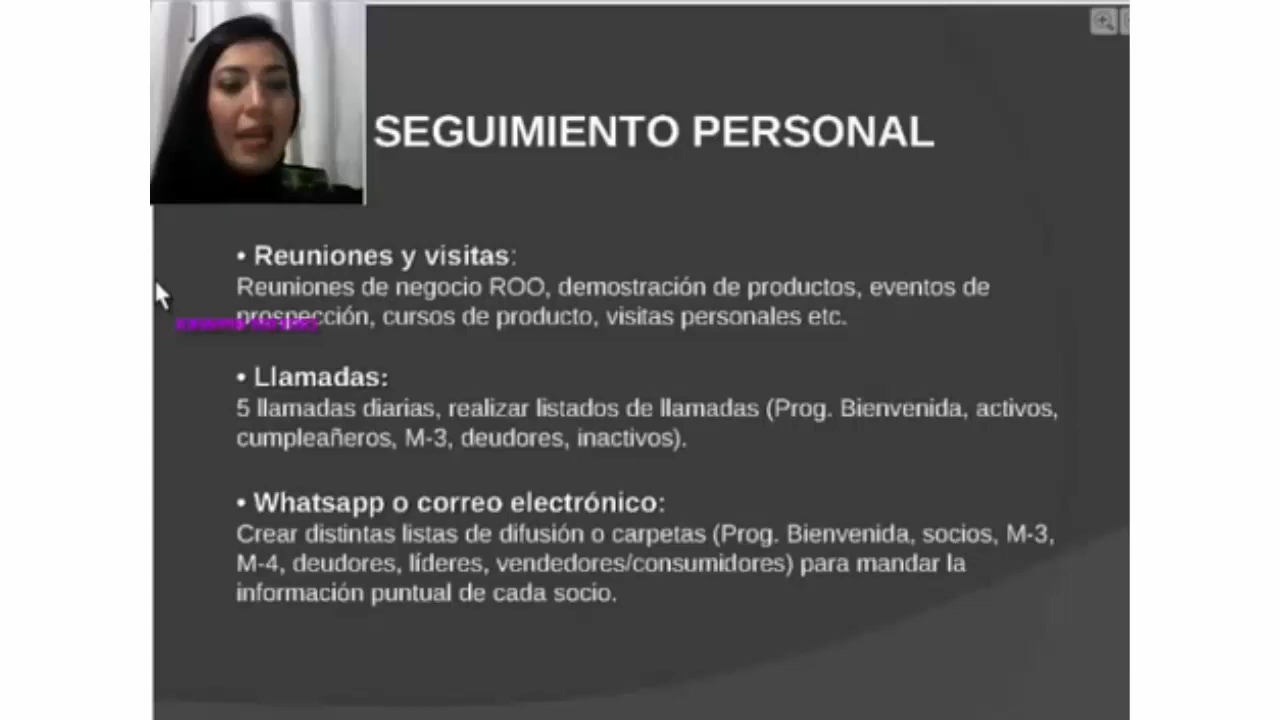 SEGUIMIENTO PERSONAL
• Reuniones y visitas:
Reuniones de negocio ROO, demostración de productos, eventos de
prospección, cursos de producto, visitas personales etc.
• Llamadas:
5 llamadas diarias, realizar listados de llamadas (Prog. Bienvenida, activos,
cumpleañeros, M-3, deudores, inactivos).
• Whatsapp o correo electrónico:
Crear distintas listas de difusión o carpetas (Prog. Bienvenida, socios, M-3,
M-4, deudores, líderes, vendedores/consumidores) para mandar la
información puntual de cada socio.